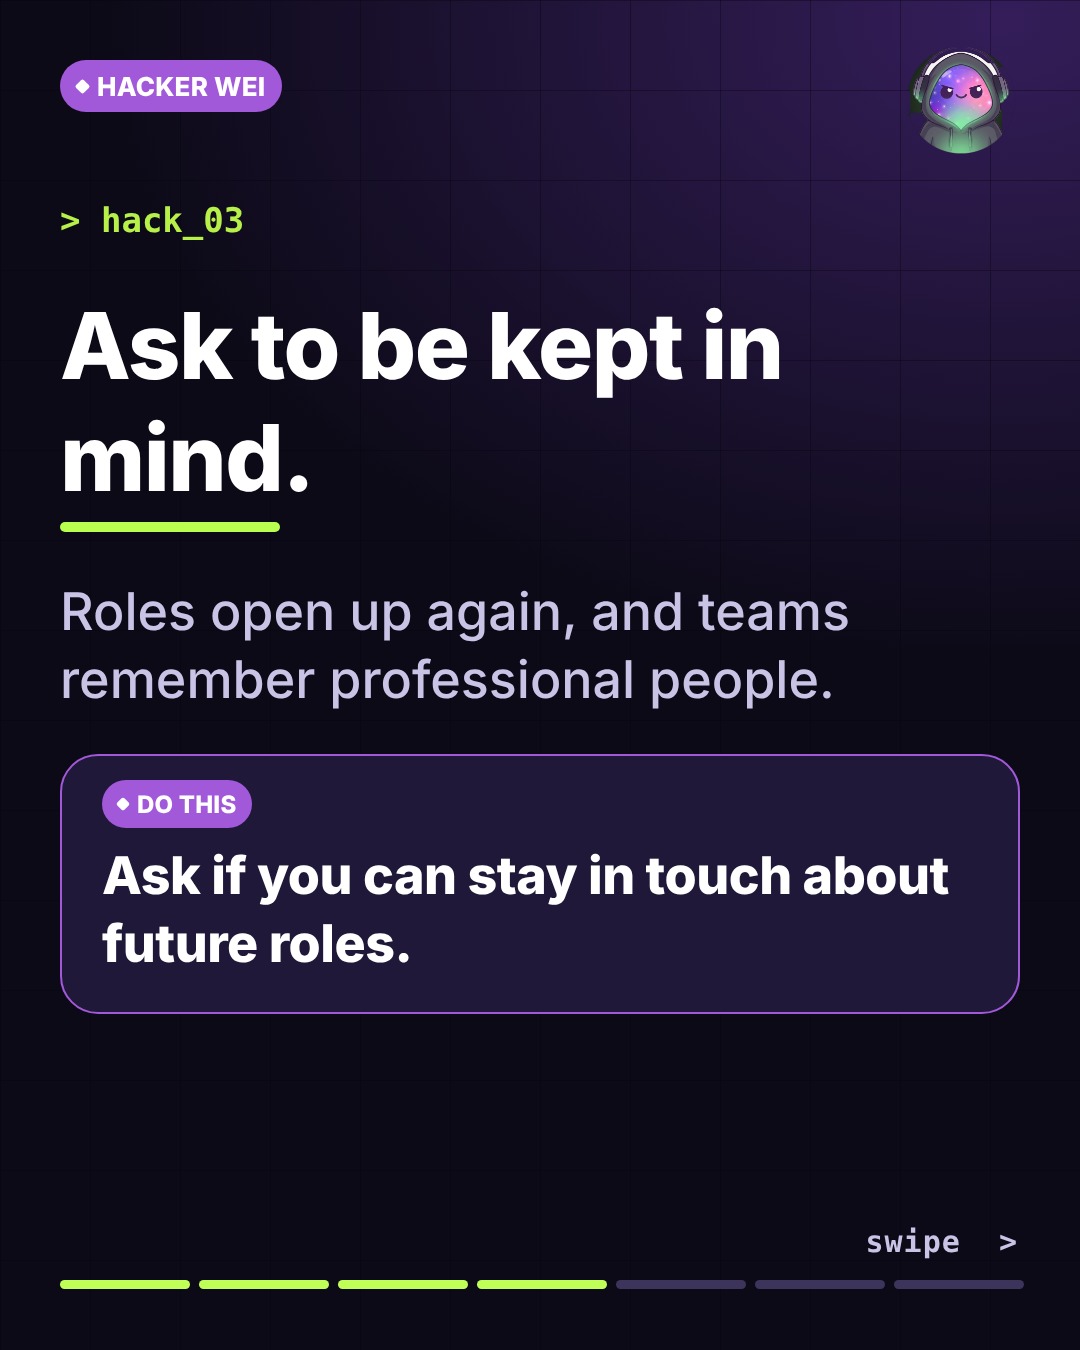 HACKER WEI
> hack_03
Ask to be kept in
mind.
Roles open up again, and teams
remember professional people.
DO THIS
Ask if you can stay in touch about
future roles.
swipe >